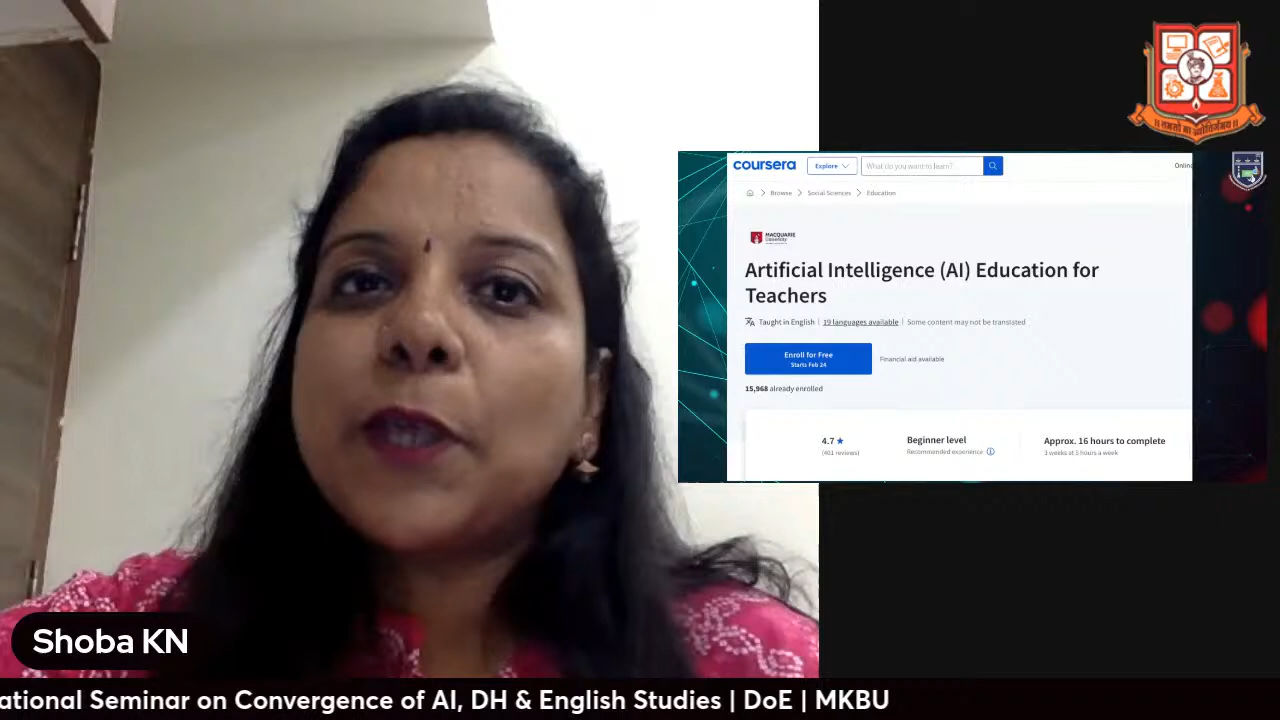 coursera
Explore
What do you want to learn?
Browse
Social Sciences
Education
MACQUARIE
University
Artificial Intelligence (AI) Education for
Teachers
Taught in English | 19 languages available | Some content may not be translated
Enroll for Free
Starts Feb 24
Financial aid available
15,968 already enrolled
4.7
(401 reviews)
Beginner level
Recommended experience
Approx. 16 hours to complete
3 weeks at 5 hours a week
Shoba KN
ational Seminar on Convergence of AI, DH & English Studies | DoE | MKBU